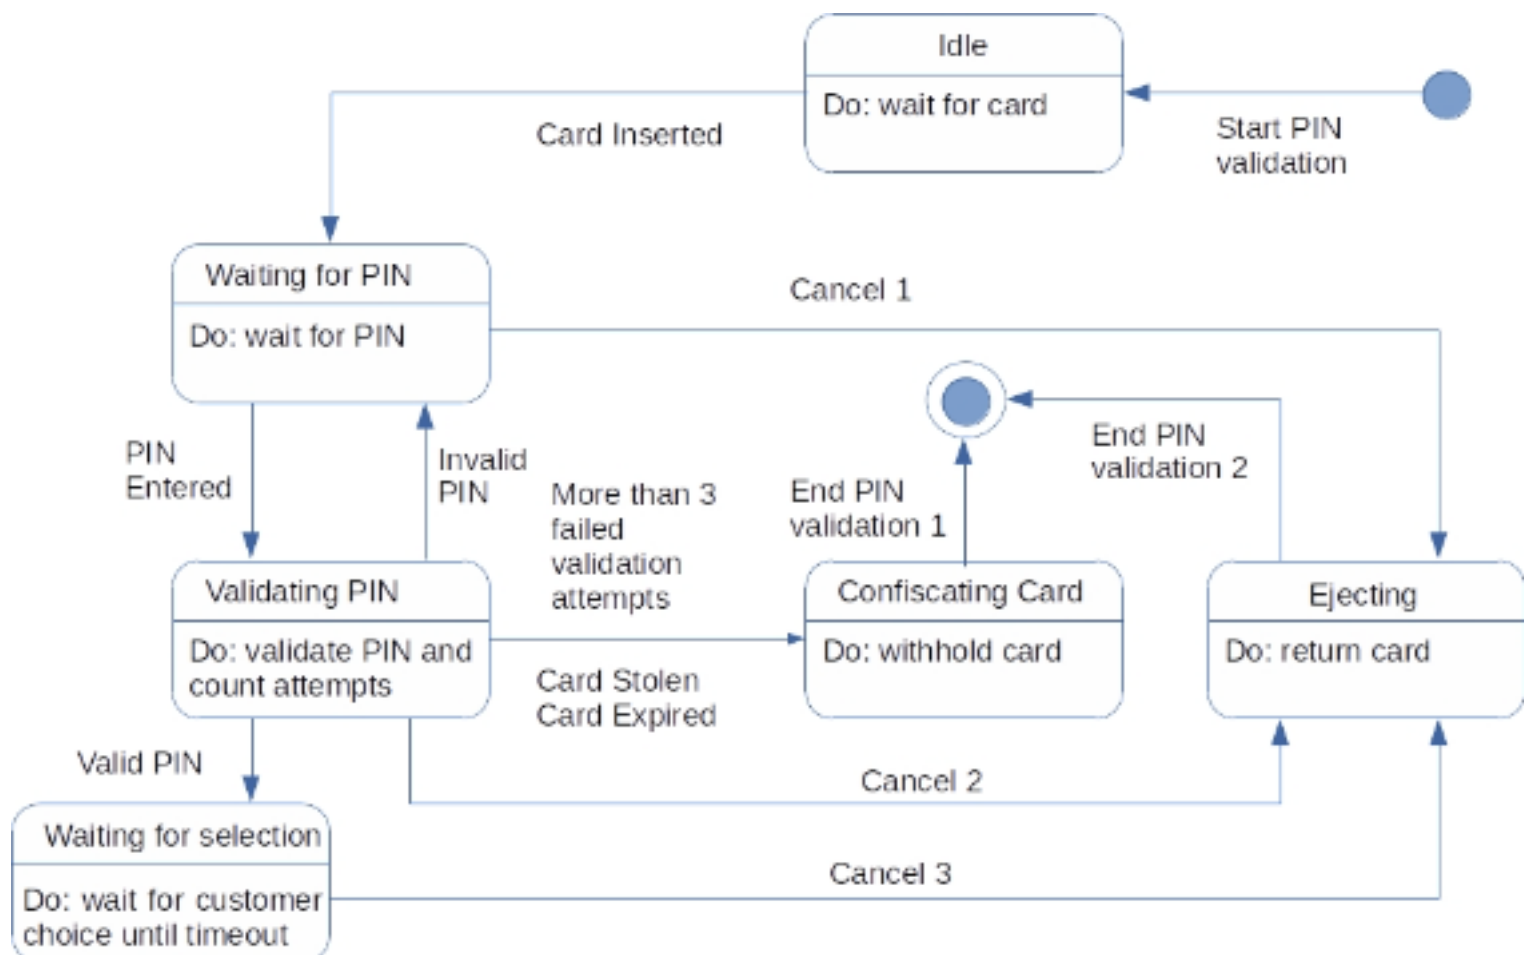 Idle
Do: wait for card
Start PIN
validation
Card Inserted
Waiting for PIN
Do: wait for PIN
Cancel 1
PIN
Entered
Invalid
PIN
More than 3
failed
validation
attempts
End PIN
validation 1
End PIN
validation 2
Validating PIN
Do: validate PIN and
count attempts
Card Stolen
Card Expired
Confiscating Card
Do: withhold card
Ejecting
Do: return card
Valid PIN
Cancel 2
Waiting for selection
Do: wait for customer
choice until timeout
Cancel 3